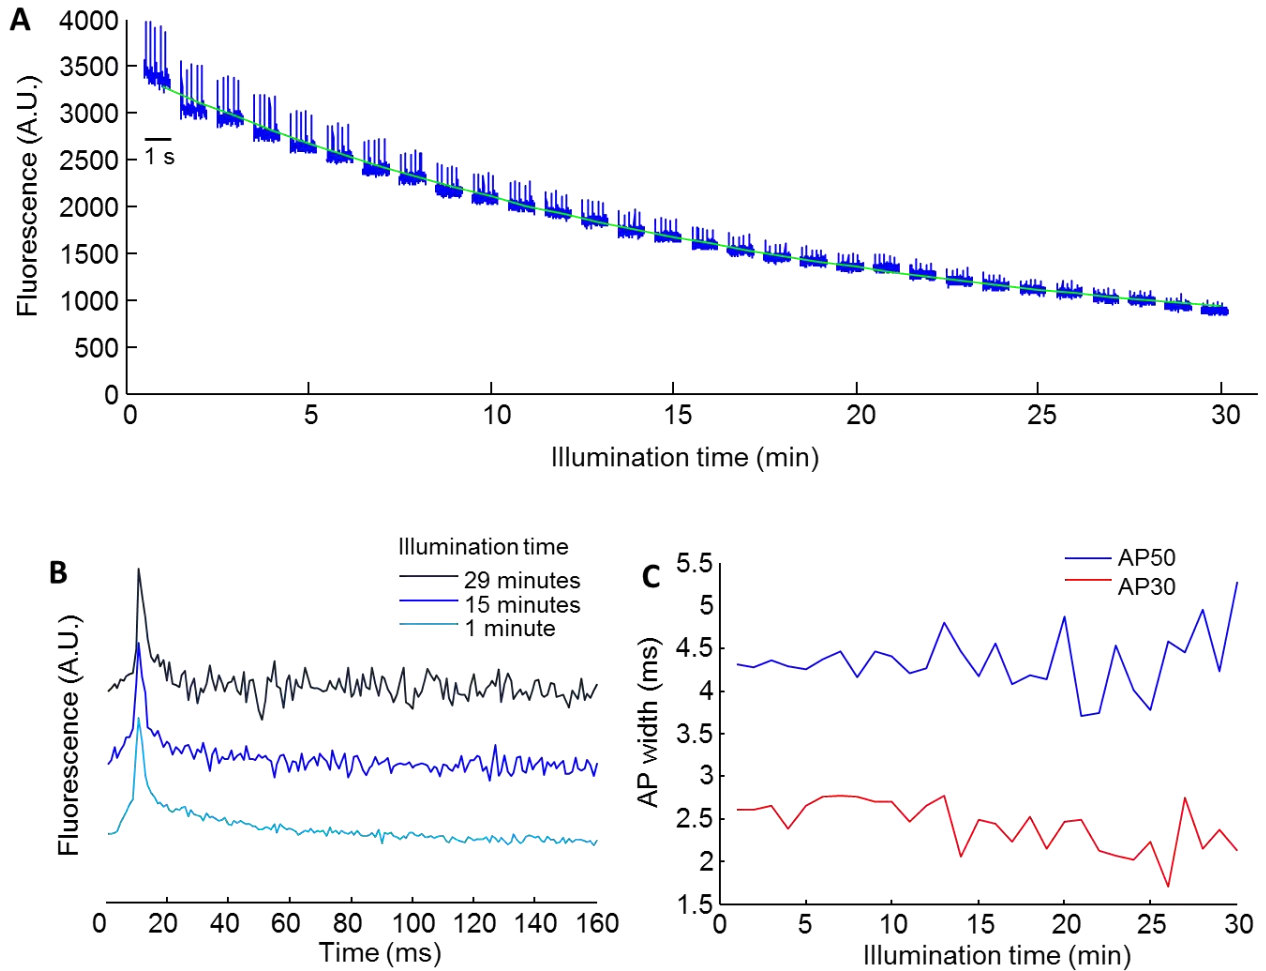 A
Fluorescence (A.U.)
4000
3500
3000
2500
2000
1500
1000
500
0
1 s
0 5 10 15 20 25 30
Illumination time (min)
B
Illumination time
29 minutes
15 minutes
1 minute
Fluorescence (A.U.)
0 20 40 60 80 100 120 140 160
Time (ms)
C
AP50
AP30
AP width (ms)
5.5
5
4.5
4
3.5
3
2.5
2
1.5
0 5 10 15 20 25 30
Illumination time (min)